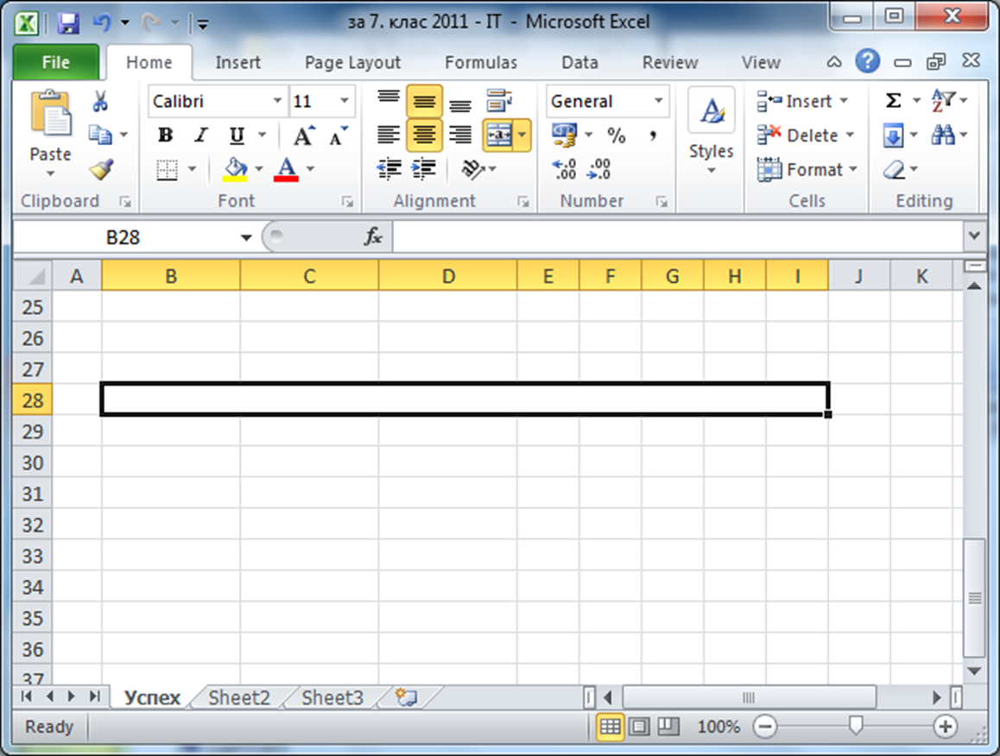 за 7. клас 2011 - IT - Microsoft Excel
File Home Insert Page Layout Formulas Data Review View
Calibri 11 General Insert Σ
Paste B I U A A % , Styles Delete
A Format
Clipboard Font Alignment Number Cells Editing
B28 fx
A B C D E F G H I J K
25
26
27
28
29
30
31
32
33
34
35
36
37
Успех Sheet2 Sheet3
Ready 100%